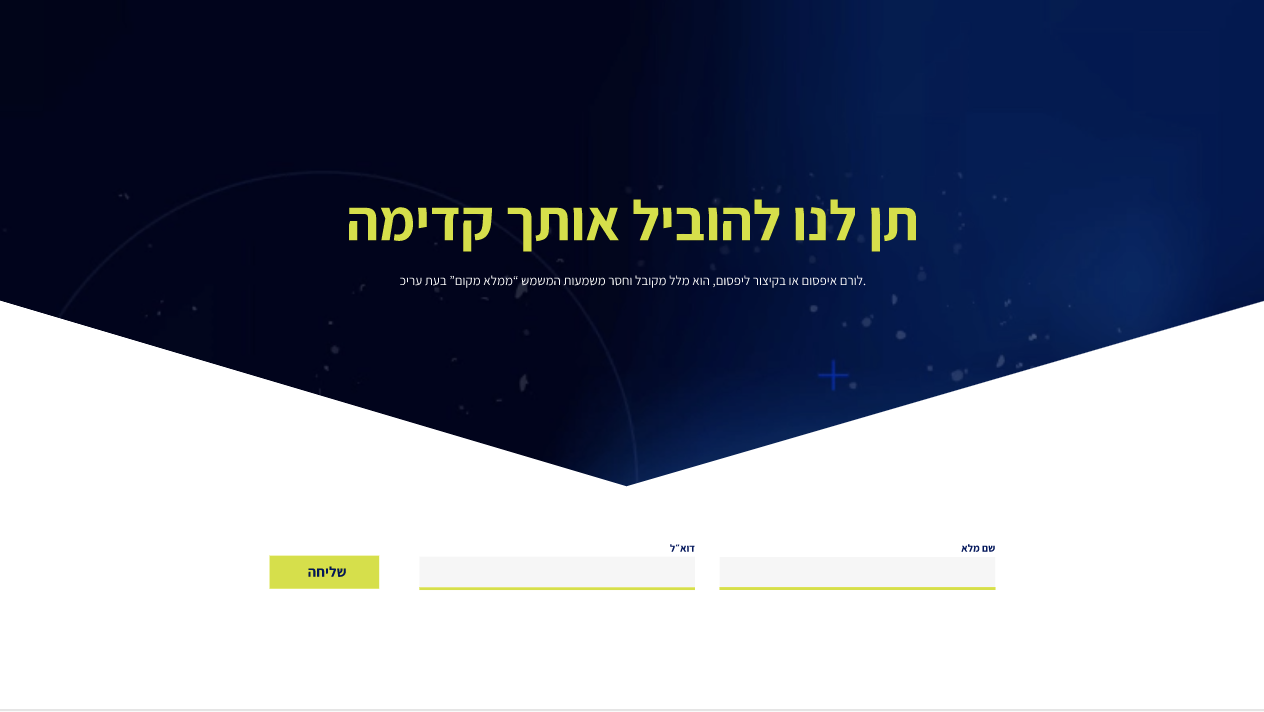 תן לנו להוביל אותך קדימה
לורם איפסום או בקיצור ליפסום, הוא מלל מקובל וחסר משמעות המשמש “ממלא מקום” בעת עריכ.
שם מלא
דוא״ל
שליחה